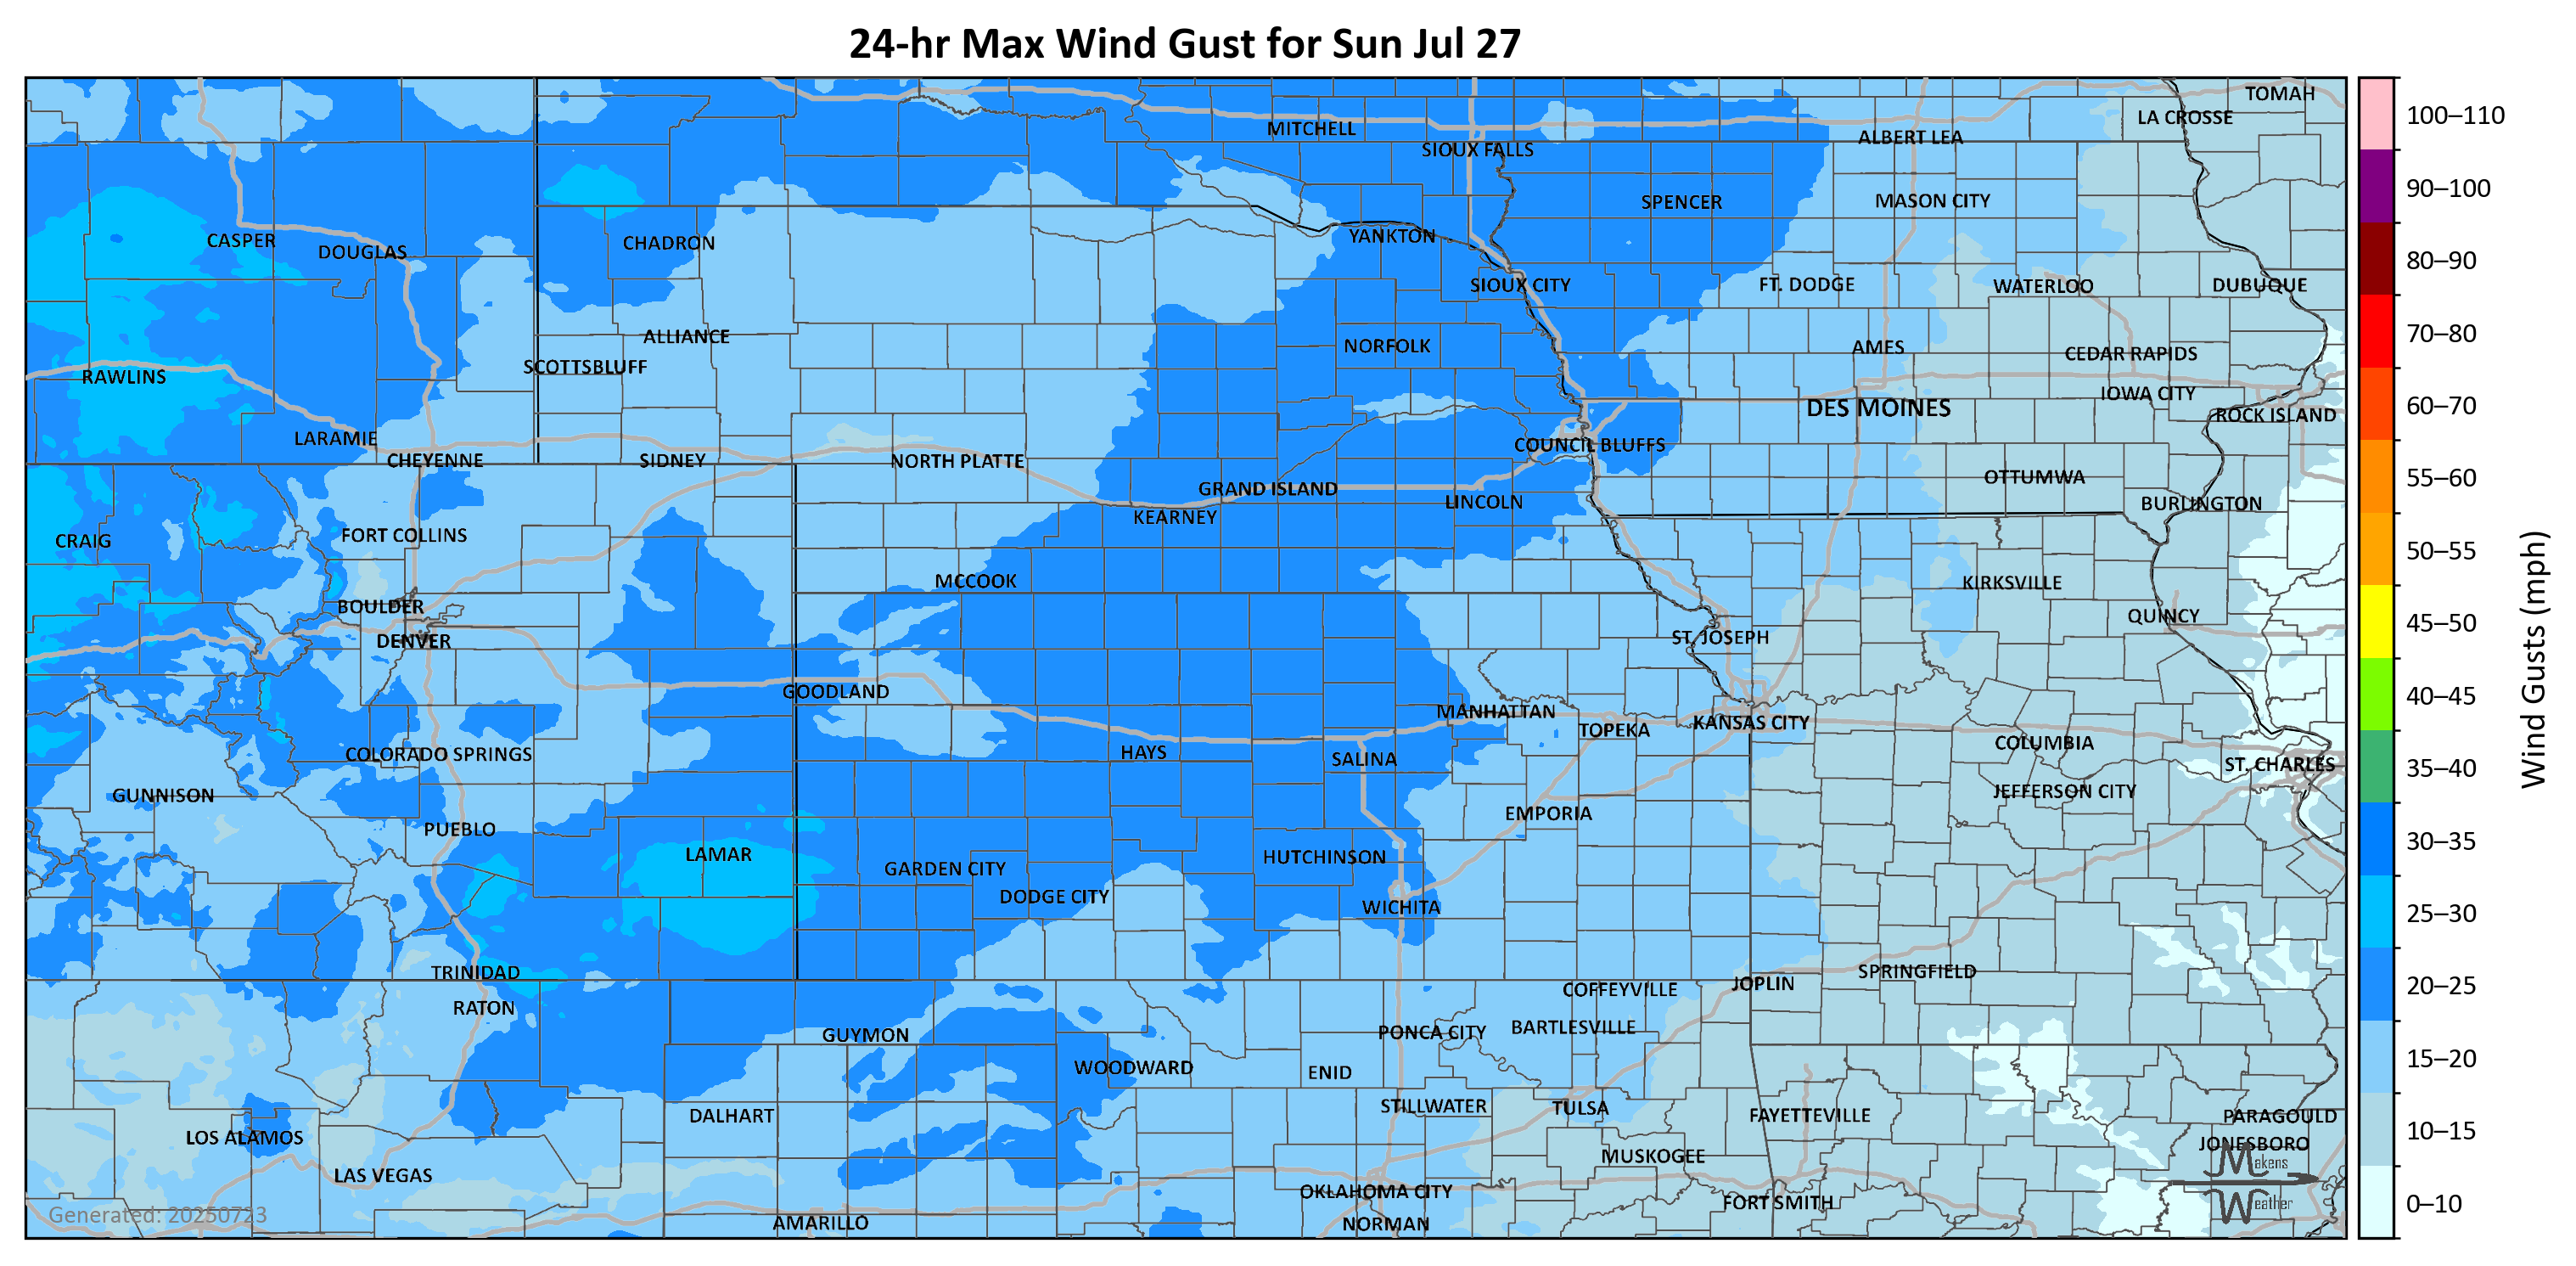 24-hr Max Wind Gust for Sun Jul 27
TOMAH
LA CROSSE
MITCHELL
ALBERT LEA
SIOUX FALLS
SPENCER
MASON CITY
CASPER
DOUGLAS
CHADRON
YANKTON
SIOUX CITY
FT. DODGE
WATERLOO
DUBUQUE
ALLIANCE
NORFOLK
AMES
CEDAR RAPIDS
SCOTTSBLUFF
RAWLINS
IOWA CITY
DES MOINES
ROCK ISLAND
LARAMIE
COUNCIL BLUFFS
CHEYENNE
SIDNEY
NORTH PLATTE
OTTUMWA
GRAND ISLAND
LINCOLN
BURLINGTON
KEARNEY
FORT COLLINS
CRAIG
MCCOOK
KIRKSVILLE
BOULDER
QUINCY
DENVER
ST. JOSEPH
GOODLAND
MANHATTAN
TOPEKA
KANSAS CITY
COLUMBIA
COLORADO SPRINGS
HAYS
SALINA
ST. CHARLES
GUNNISON
JEFFERSON CITY
EMPORIA
PUEBLO
LAMAR
HUTCHINSON
GARDEN CITY
DODGE CITY
WICHITA
TRINIDAD
SPRINGFIELD
JOPLIN
COFFEYVILLE
RATON
GUYMON
PONCA CITY
BARTLESVILLE
WOODWARD
ENID
STILLWATER
TULSA
DALHART
FAYETTEVILLE
PARAGOULD
LOS ALAMOS
JONESBORO
MUSKOGEE
LAS VEGAS
OKLAHOMA CITY
FORT SMITH
AMARILLO
NORMAN
Generated: 20250723
Makens
Weather
100–110
90–100
80–90
70–80
60–70
55–60
50–55
45–50
40–45
35–40
30–35
25–30
20–25
15–20
10–15
0–10
Wind Gusts (mph)